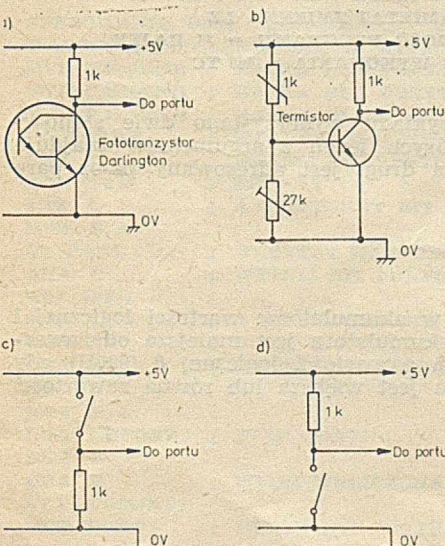 a)
+5V
1k
Do portu
Fototranzystor
Darlington
0V
b)
+5V
1k
1k
Do portu
Termistor
27k
0V
c)
+5V
Do portu
1k
0V
d)
+5V
1k
Do portu
0V